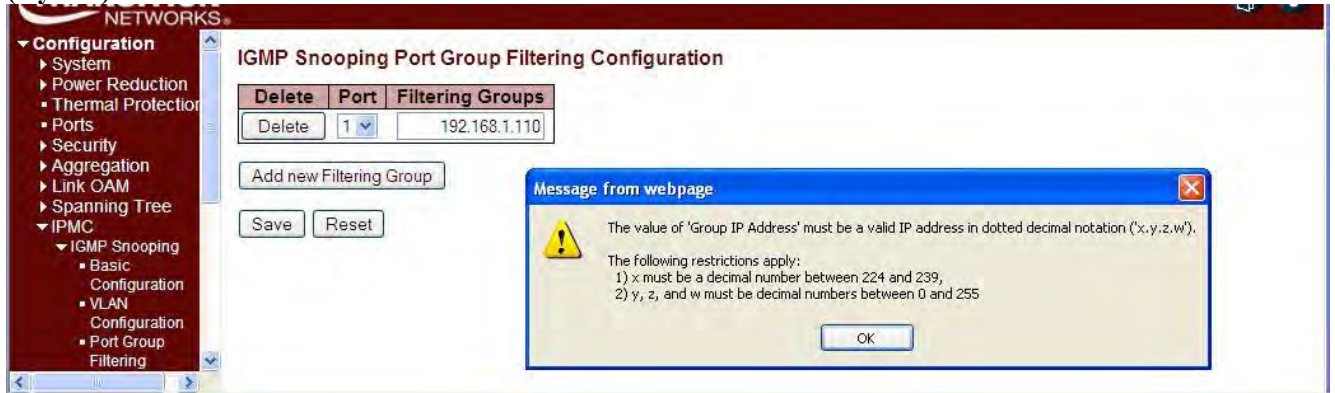 NETWORKS®
Configuration
System
Power Reduction
Thermal Protection
Ports
Security
Aggregation
Link OAM
Spanning Tree
IPMC
IGMP Snooping
Basic
Configuration
VLAN
Configuration
Port Group
Filtering
IGMP Snooping Port Group Filtering Configuration
Delete Port Filtering Groups
Delete 1 192.168.1.110
Add new Filtering Group
Save Reset
Message from webpage
The value of 'Group IP Address' must be a valid IP address in dotted decimal notation ('x.y.z.w').
The following restrictions apply:
1) x must be a decimal number between 224 and 239,
2) y, z, and w must be decimal numbers between 0 and 255
OK